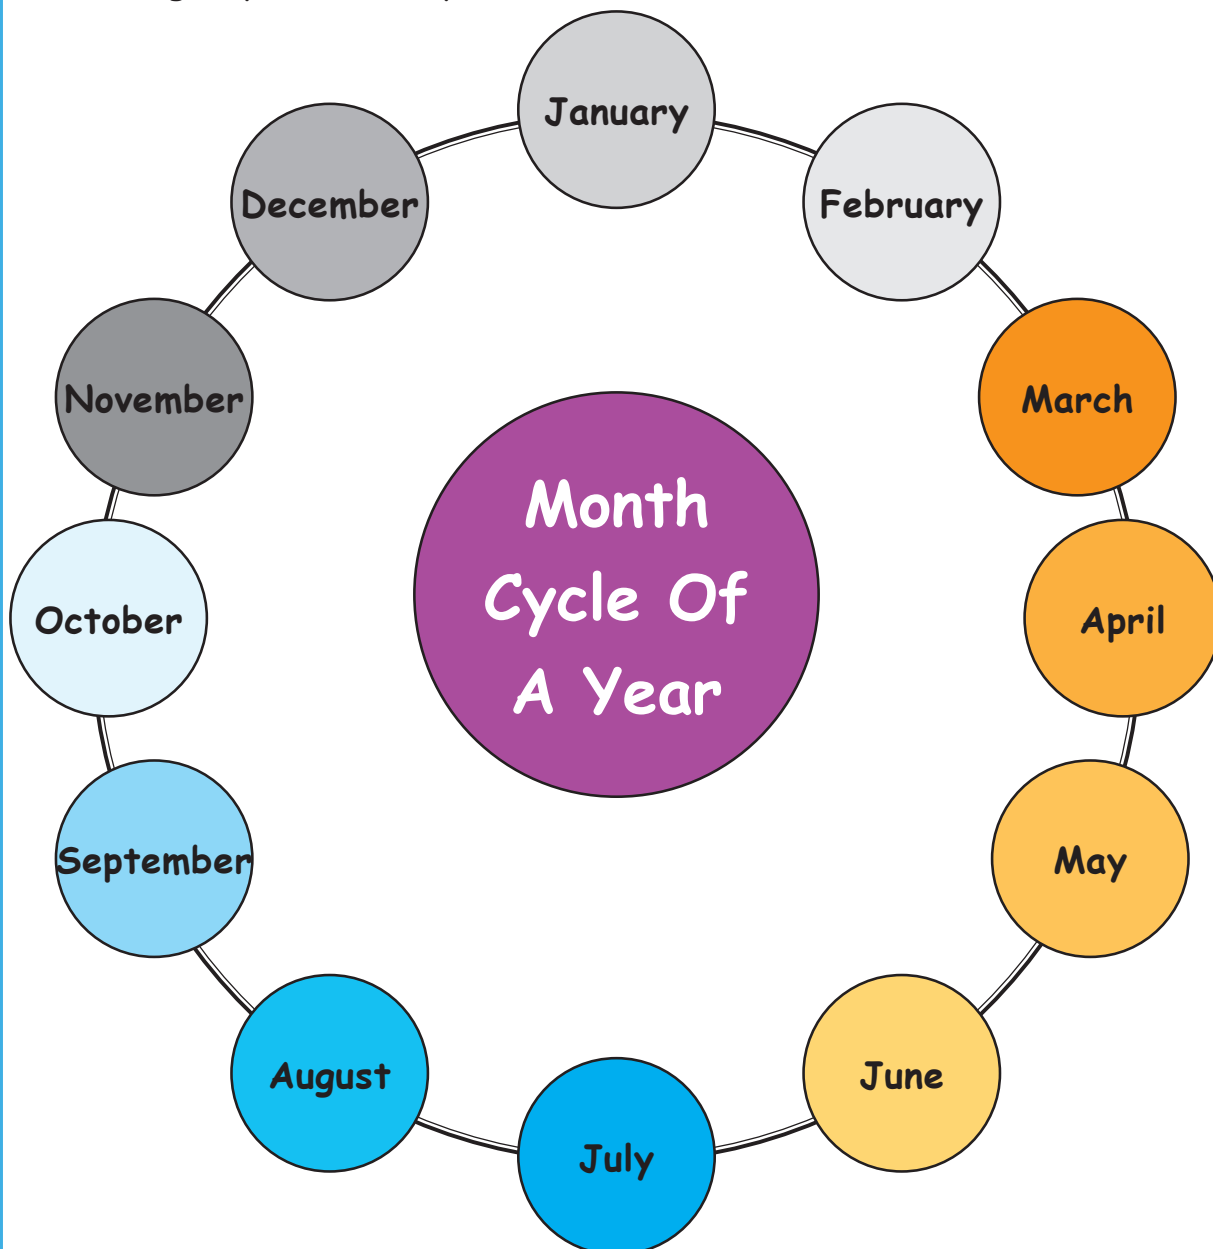 January
February
March
April
May
June
July
August
September
October
November
December
Month
Cycle Of
A Year